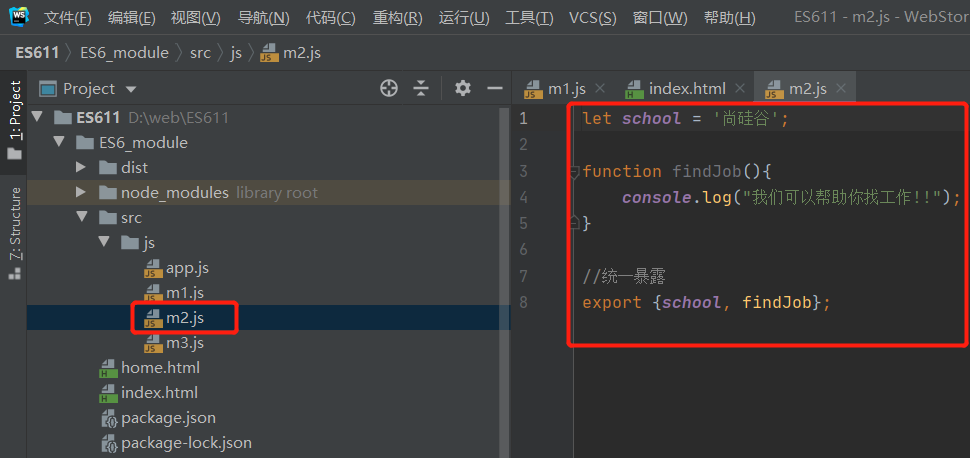 WS 文件(F) 编辑(E) 视图(V) 导航(N) 代码(C) 重构(R) 运行(U) 工具(T) VCS(S) 窗口(W) 帮助(H) ES611 - m2.js - WebStor
ES611 ES6_module src js m2.js
1: Project
7: Structure
Project
ES611 D:\web\ES611
ES6_module
dist
node_modules library root
src
js
app.js
m1.js
m2.js
m3.js
home.html
index.html
package.json
package-lock.json
m1.js index.html m2.js
1 let school = '尚硅谷';
2
3 function findJob(){
4 console.log("我们可以帮助你找工作!!");
5 }
6
7 //统一暴露
8 export {school, findJob};